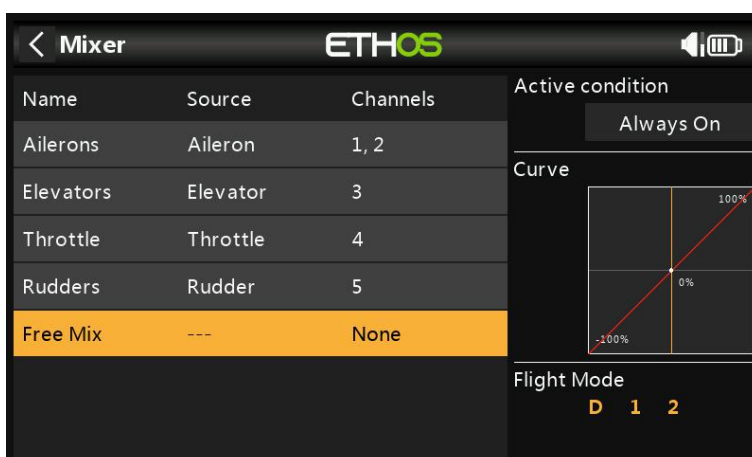 Mixer
ETHOS
Name Source Channels
Ailerons Aileron 1, 2
Elevators Elevator 3
Throttle Throttle 4
Rudders Rudder 5
Free Mix --- None
Active condition
Always On
Curve
100%
0%
-100%
Flight Mode
D 1 2